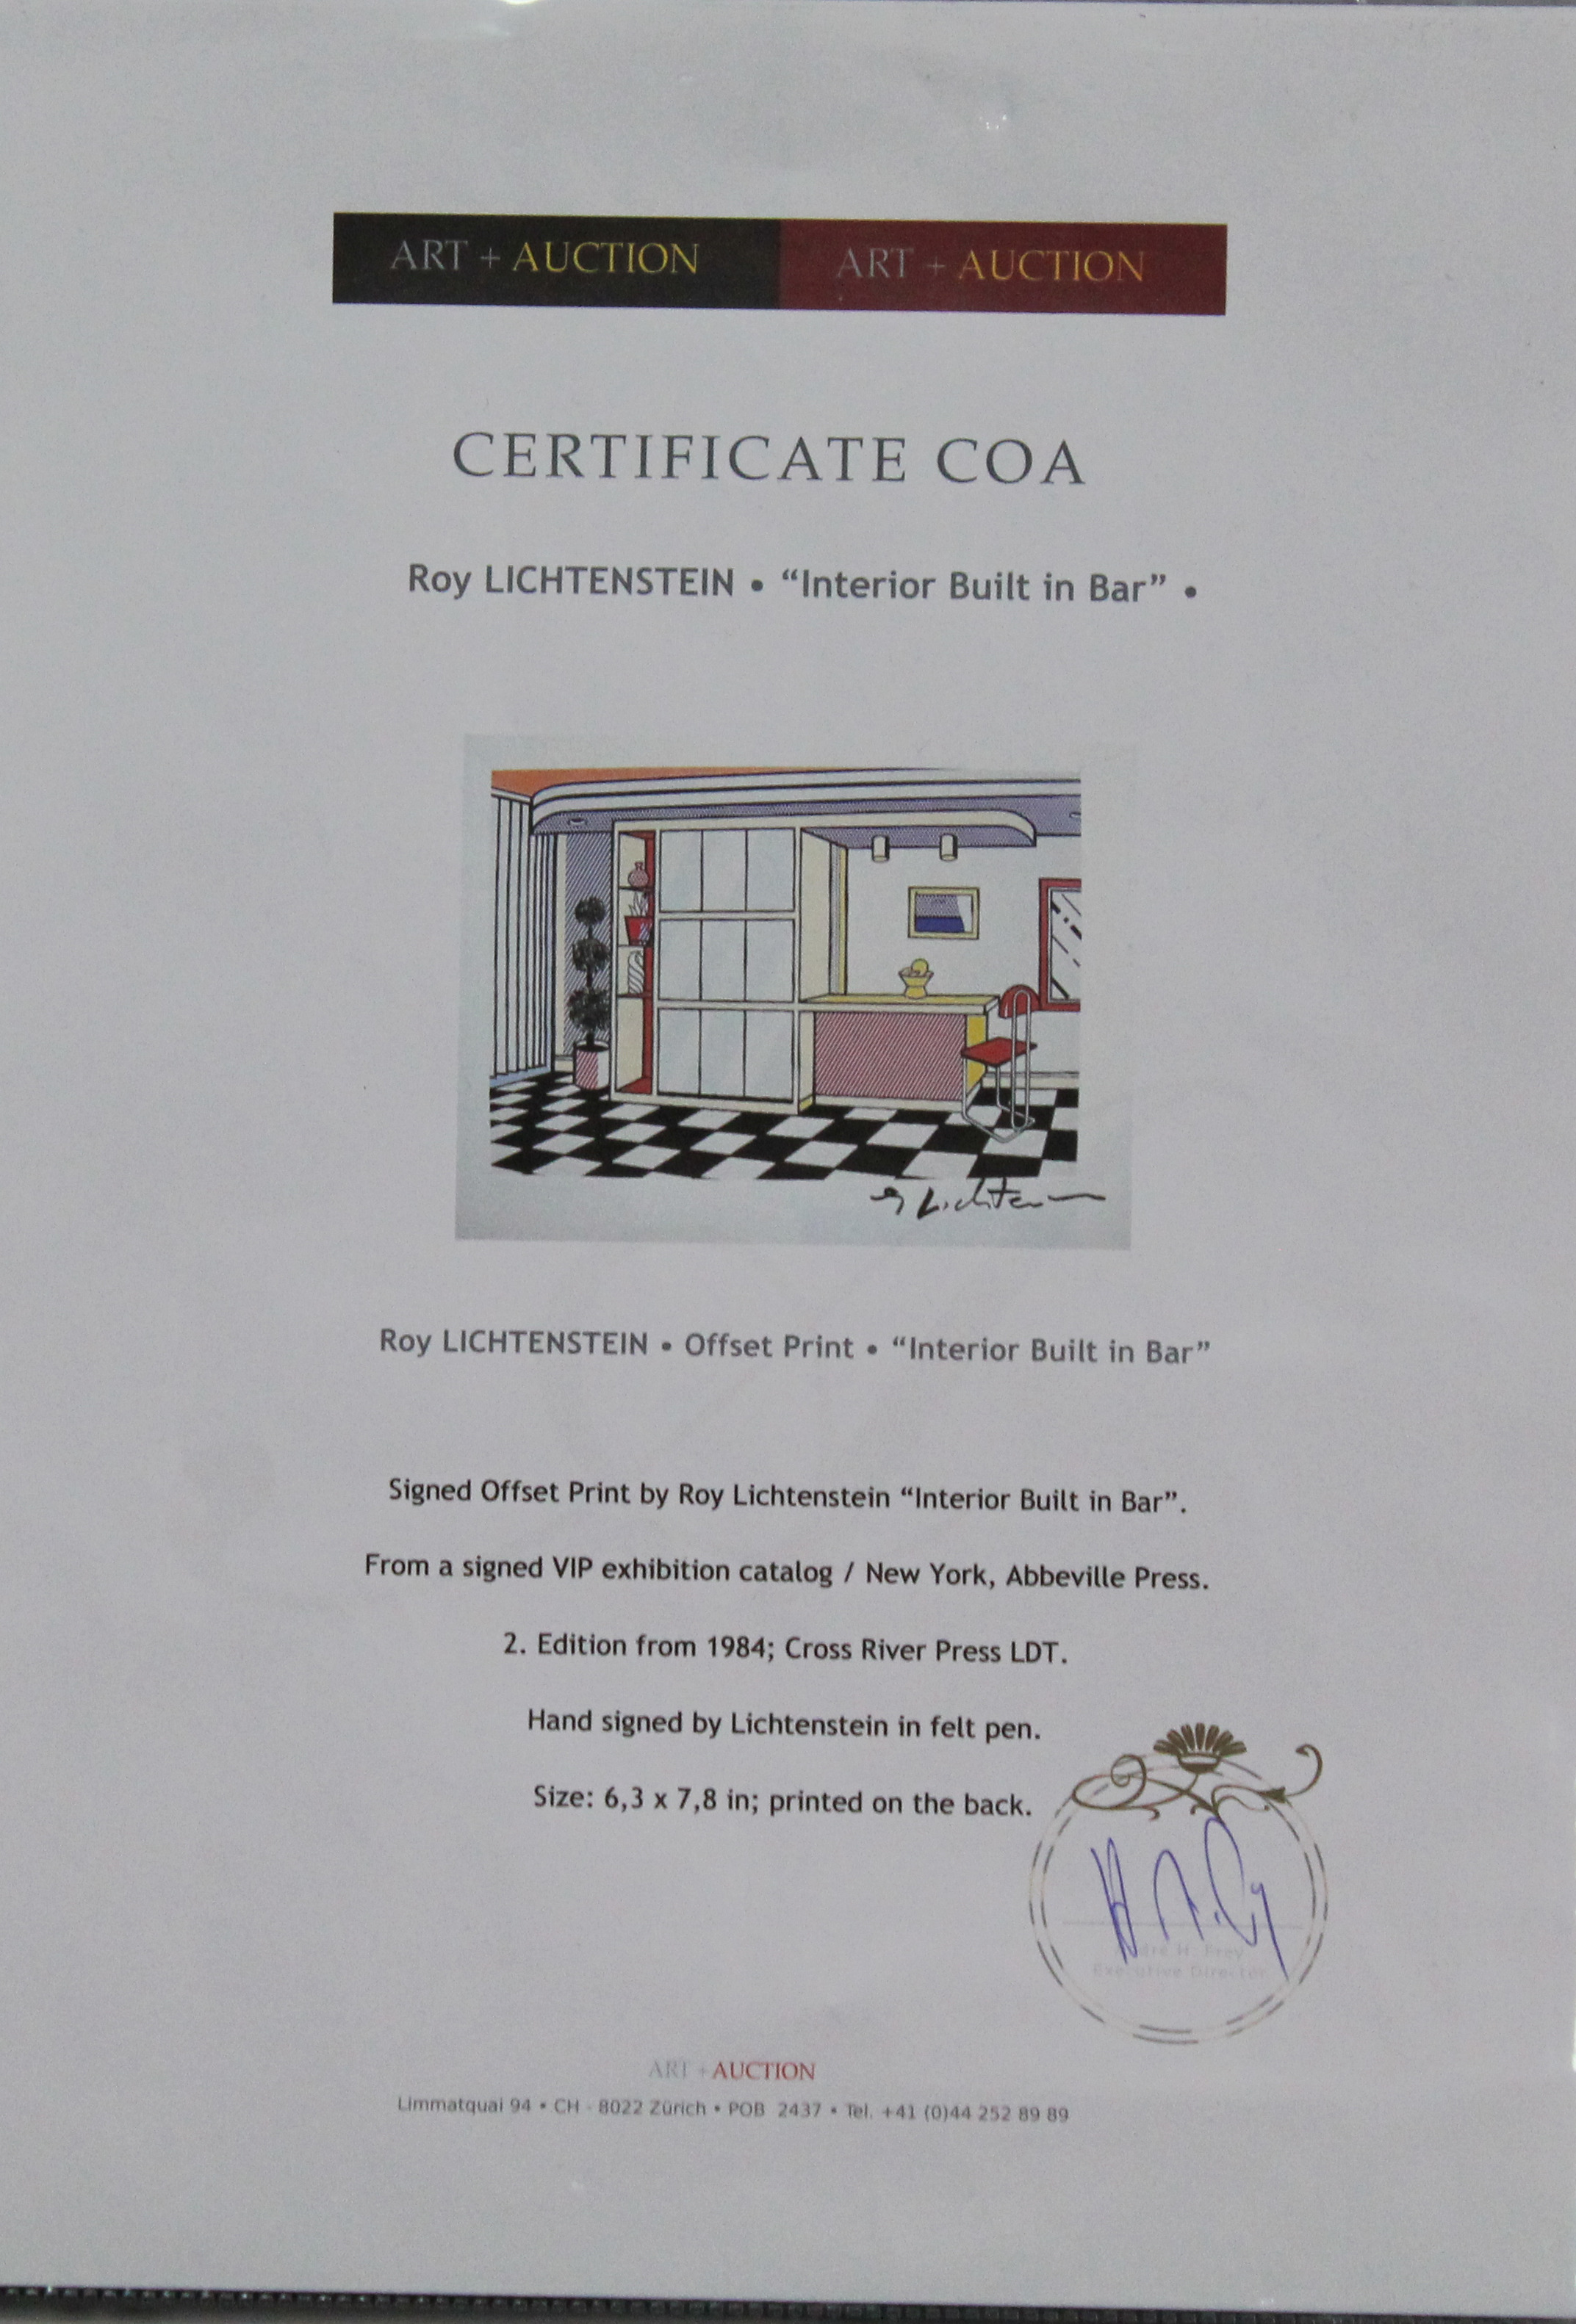 ART + AUCTION ART + AUCTION
CERTIFICATE COA
Roy LICHTENSTEIN • “Interior Built in Bar” •
Lichten
Roy LICHTENSTEIN • Offset Print • “Interior Built in Bar”
Signed Offset Print by Roy Lichtenstein “Interior Built in Bar”.
From a signed VIP exhibition catalog / New York, Abbeville Press.
2. Edition from 1984; Cross River Press LDT.
Hand signed by Lichtenstein in felt pen.
Size: 6,3 x 7,8 in; printed on the back.
H. Frey
Executive Director
ART + AUCTION
Limmatquai 94 • CH - 8022 Zürich • POB 2437 • Tel. +41 (0)44 252 89 89